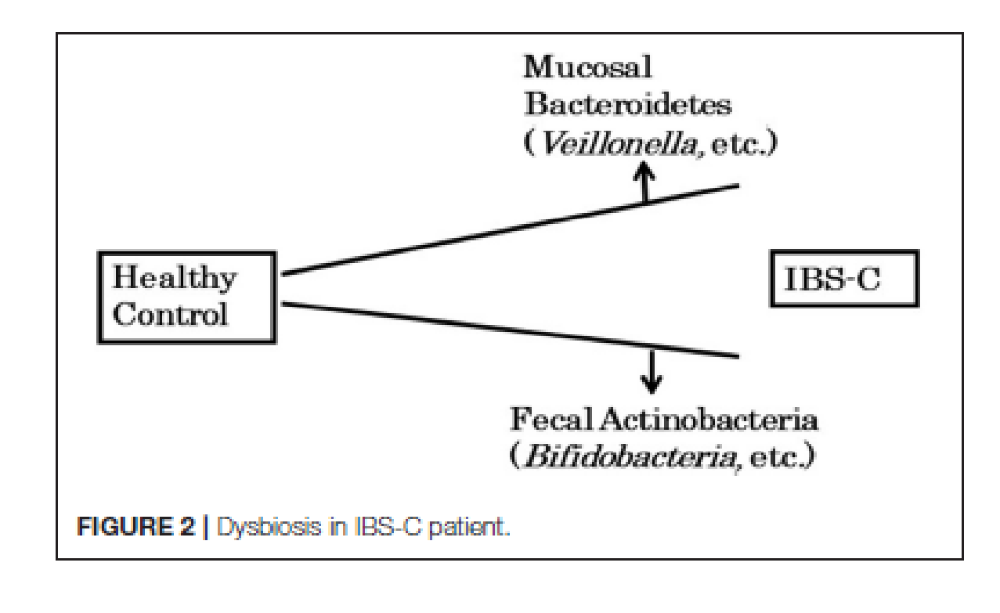 Mucosal
Bacteroidetes
(Veillonella, etc.)
Healthy
Control
IBS-C
Fecal Actinobacteria
(Bifidobacteria, etc.)
FIGURE 2 | Dysbiosis in IBS-C patient.